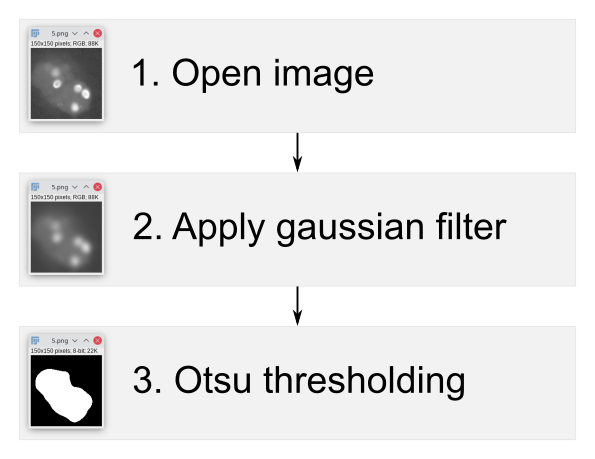 5.png
150x150 pixels; RGB; 88K
1. Open image
5.png
150x150 pixels; RGB; 88K
2. Apply gaussian filter
5.png
150x150 pixels; 8-bit; 22K
3. Otsu thresholding